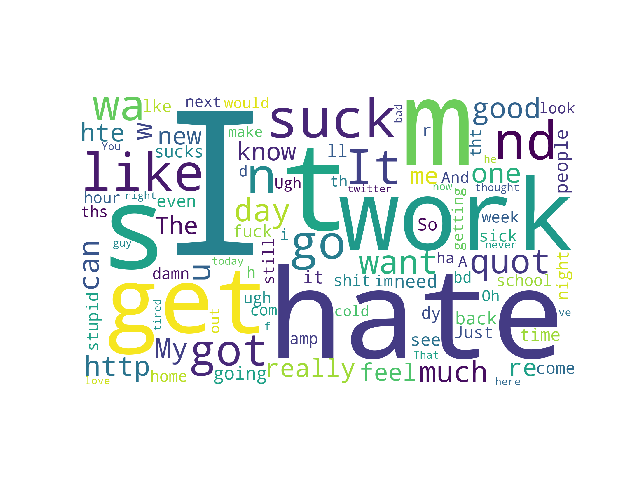 wa lke next would I suck m good look
hte w new make bad r nd tht people
You sucks know ll It me And one he
like d n Ugh th t twitter work now thought
hour right even
ths s The day fuck i go So getting week
guy u still want sick never
can damn today h it shit im need ha A quot school night
stupid tired get out ugh com f hate bd Oh ve
http My got amp cold dy back Just time
see That
love home going really feel much here re come